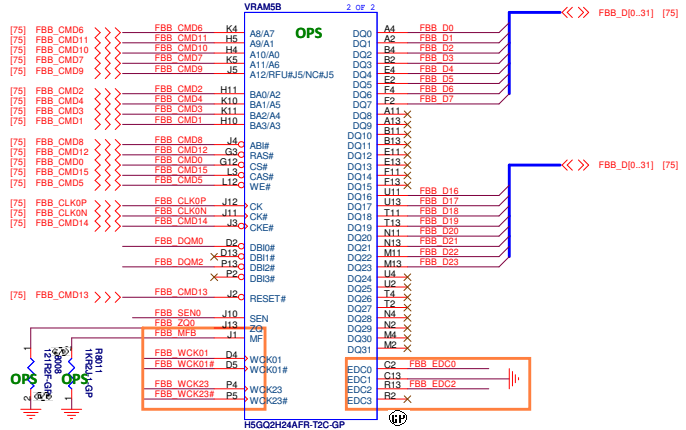 VRAM5B
2 OF 2
OPS
[75] FBB_CMD6 FBB_CMD6 K4 A8/A7
[75] FBB_CMD11 FBB_CMD11 H5 A9/A1
[75] FBB_CMD10 FBB_CMD10 H4 A10/A0
[75] FBB_CMD7 FBB_CMD7 K5 A11/A6
[75] FBB_CMD9 FBB_CMD9 J5 A12/RFU#J5/NC#J5
[75] FBB_CMD2 FBB_CMD2 H11 BA0/A2
[75] FBB_CMD4 FBB_CMD4 K10 BA1/A5
[75] FBB_CMD3 FBB_CMD3 K11 BA2/A4
[75] FBB_CMD1 FBB_CMD1 H10 BA3/A3
[75] FBB_CMD8 FBB_CMD8 J4 ABI#
[75] FBB_CMD12 FBB_CMD12 G3 RAS#
[75] FBB_CMD0 FBB_CMD0 G12 CS#
[75] FBB_CMD15 FBB_CMD15 L3 CAS#
[75] FBB_CMD5 FBB_CMD5 L12 WE#
[75] FBB_CLK0P FBB_CLK0P J12 CK
[75] FBB_CLK0N FBB_CLK0N J11 CK#
[75] FBB_CMD14 FBB_CMD14 J3 CKE#
FBB_DQM0 D2 DBI0#
D13 DBI1#
FBB_DQM2 P13 DBI2#
P2 DBI3#
[75] FBB_CMD13 FBB_CMD13 J2 RESET#
FBB_SEN0 J10 SEN
FBB_ZQ0 J13 ZQ
FBB_MFB J1 MF
FBB_WCK01 D4 WCK01
FBB_WCK01# D5 WCK01#
FBB_WCK23 P4 WCK23
FBB_WCK23# P5 WCK23#
DQ0 A4 FBB_D0
DQ1 A2 FBB_D1
DQ2 B4 FBB_D2
DQ3 B2 FBB_D3
DQ4 E4 FBB_D4
DQ5 E2 FBB_D5
DQ6 F4 FBB_D6
DQ7 F2 FBB_D7
FBB_D[0..31] [75]
DQ8 A11
DQ9 A13
DQ10 B11
DQ11 B13
DQ12 E11
DQ13 E13
DQ14 F11
DQ15 F13
DQ16 U11 FBB_D16
DQ17 U13 FBB_D17
DQ18 T11 FBB_D18
DQ19 T13 FBB_D19
DQ20 N11 FBB_D20
DQ21 N13 FBB_D21
DQ22 M11 FBB_D22
DQ23 M13 FBB_D23
FBB_D[0..31] [75]
DQ24 U4
DQ25 U2
DQ26 T4
DQ27 T2
DQ28 N4
DQ29 N2
DQ30 M4
DQ31 M2
EDC0 C2 FBB_EDC0
EDC1 C13
EDC2 R13 FBB_EDC2
EDC3 R2
OPS
OPS
1
2
1
R8011
H5GQ2H24AFR-T2C-GP
GP